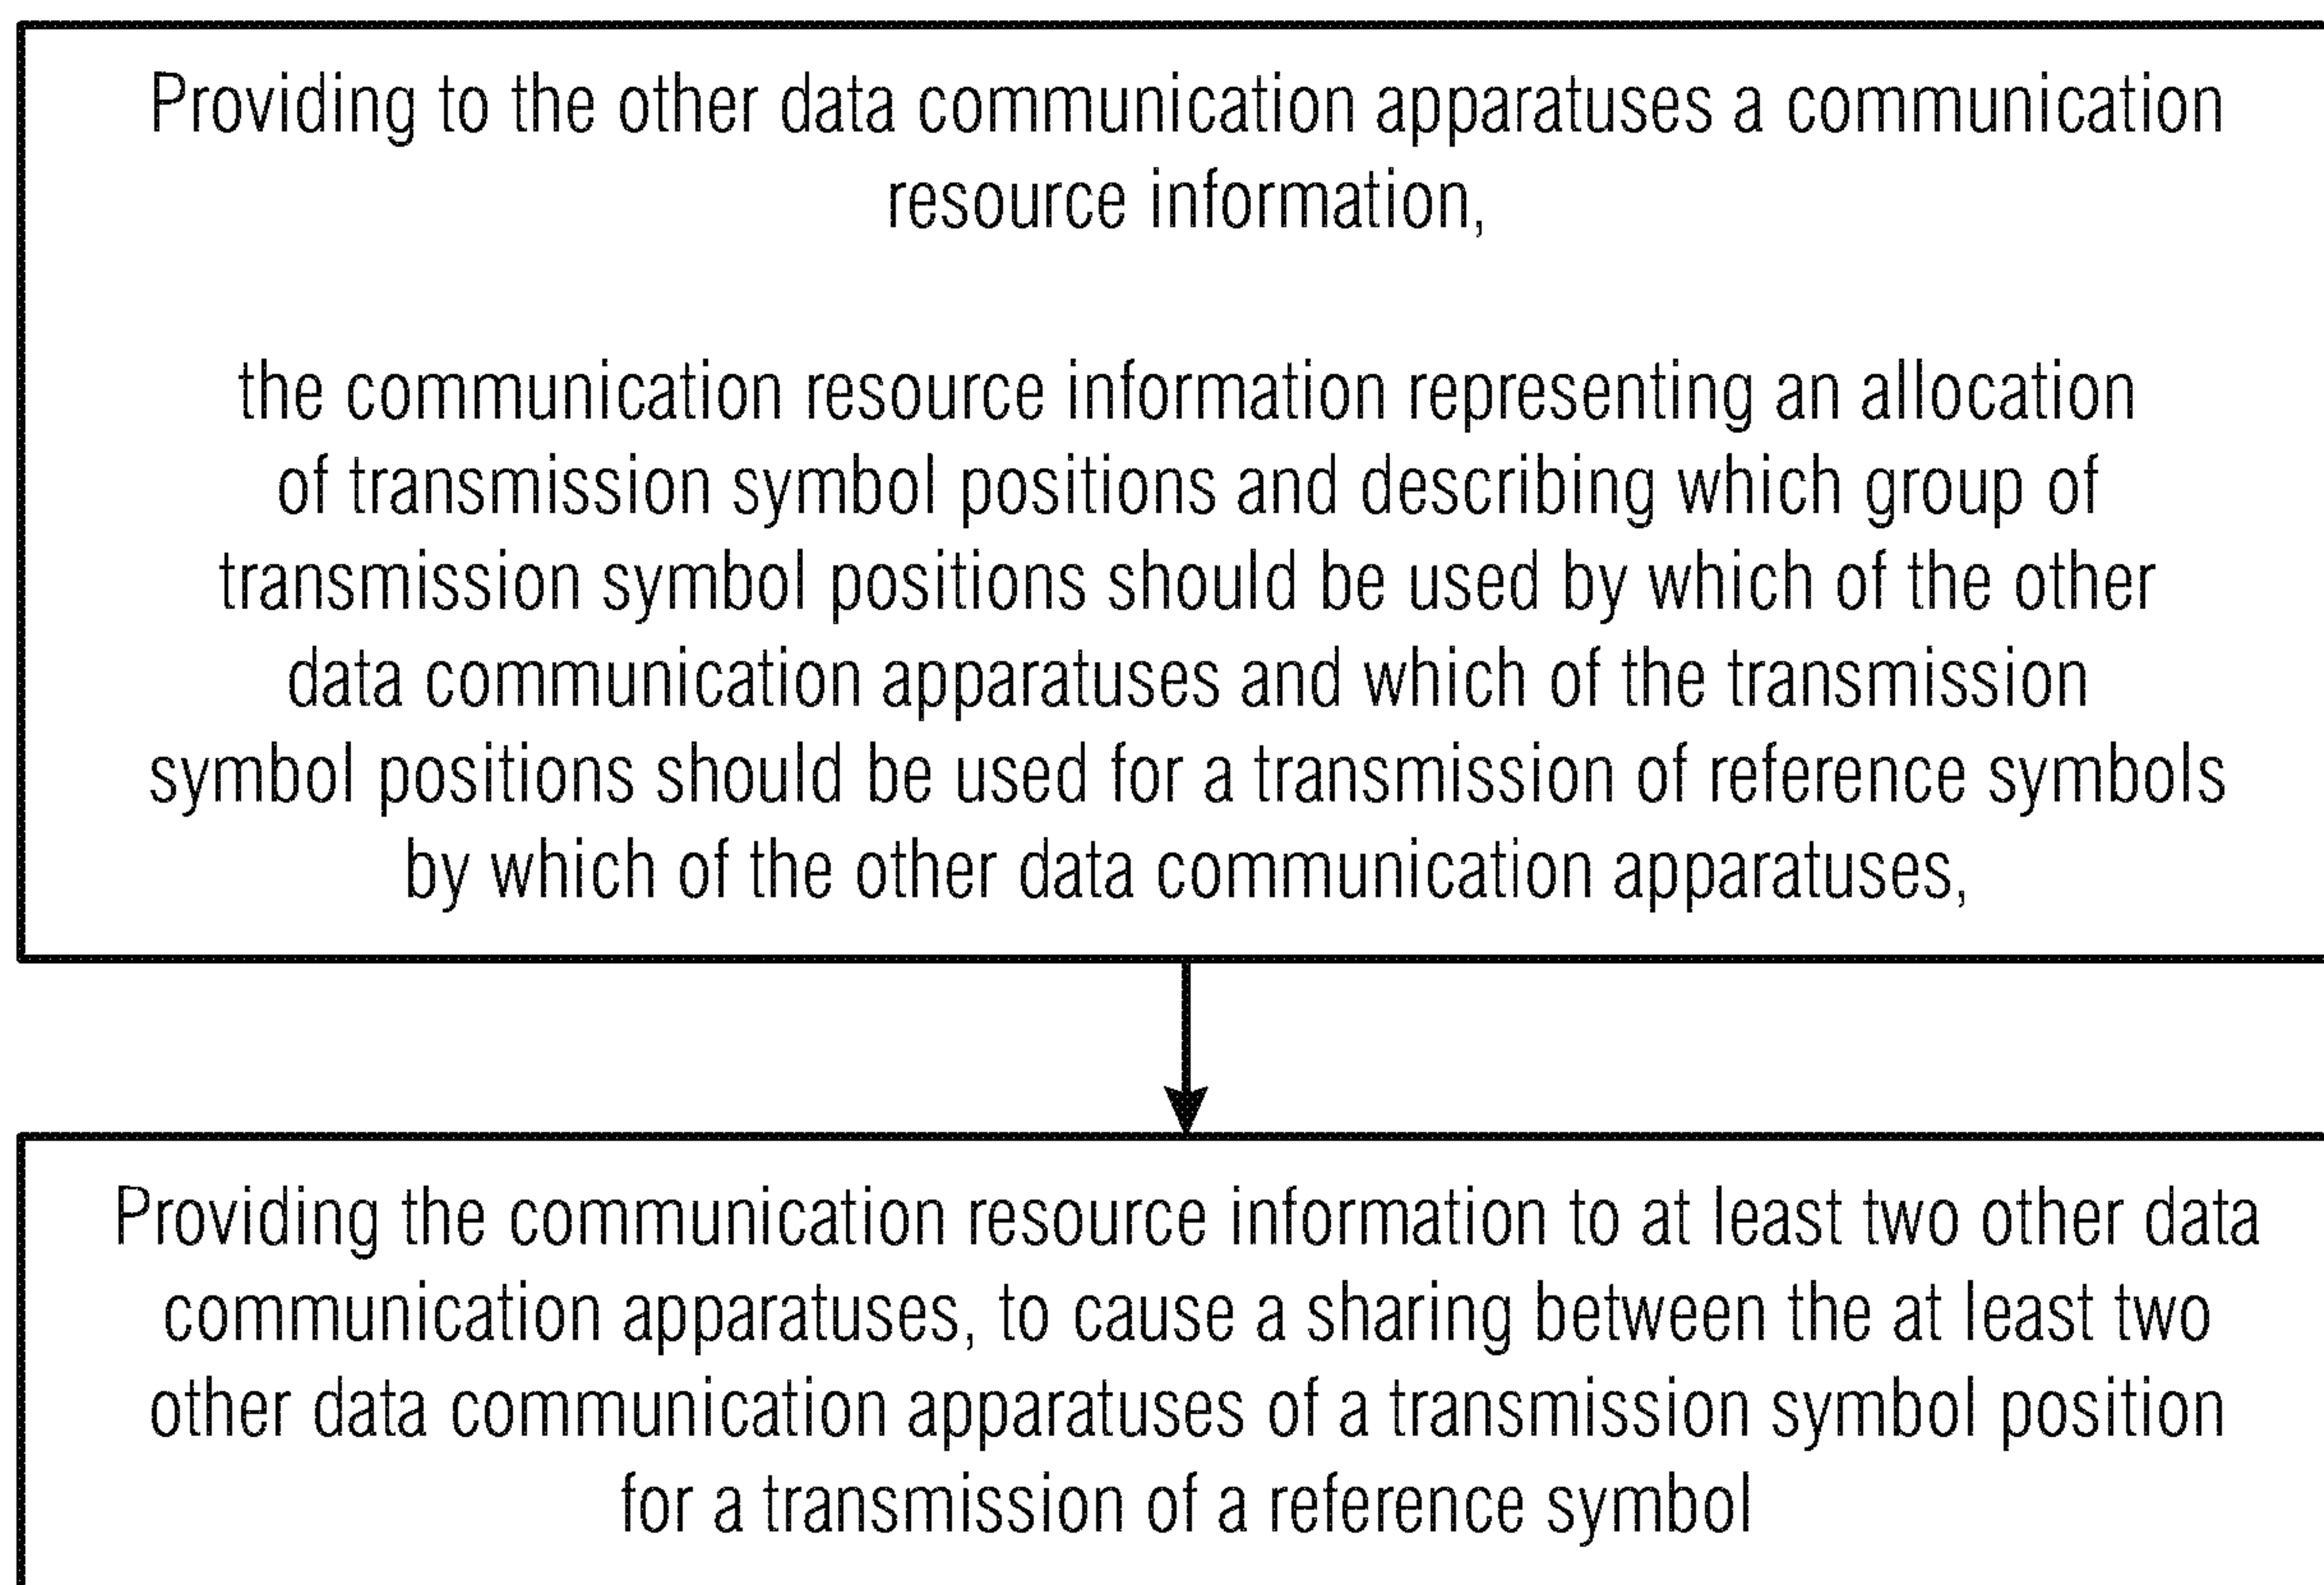 Providing to the other data communication apparatuses a communication
resource information,
the communication resource information representing an allocation
of transmission symbol positions and describing which group of
transmission symbol positions should be used by which of the other
data communication apparatuses and which of the transmission
symbol positions should be used for a transmission of reference symbols
by which of the other data communication apparatuses,
Providing the communication resource information to at least two other data
communication apparatuses, to cause a sharing between the at least two
other data communication apparatuses of a transmission symbol position
for a transmission of a reference symbol